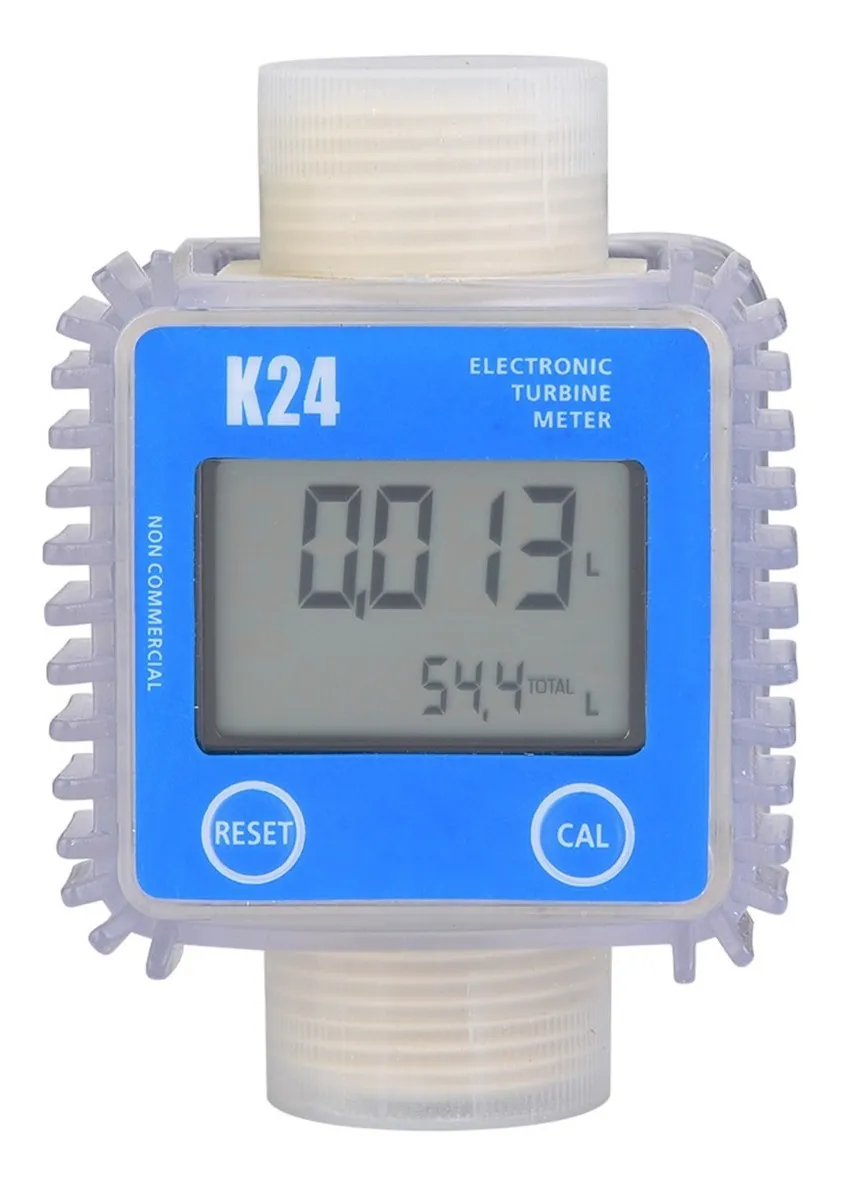 K24
ELECTRONIC
TURBINE
METER
NON COMMERCIAL
0,013 L
54,4 TOTAL L
RESET
CAL